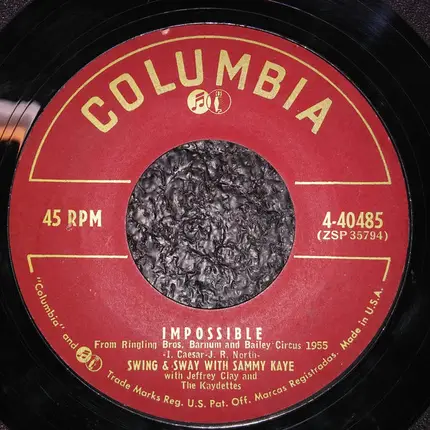 COLUMBIA
45 RPM
4-40485
(ZSP 35794)
IMPOSSIBLE
From Ringling Bros. Barnum and Bailey Circus 1955
-I. Caesar-J. R. North-
SWING & SWAY WITH SAMMY KAYE
with Jeffrey Clay and
The Kaydettes
"Columbia" and Trade Marks Reg. U.S. Pat. Off. Marcas Registradas. Made in U.S.A.